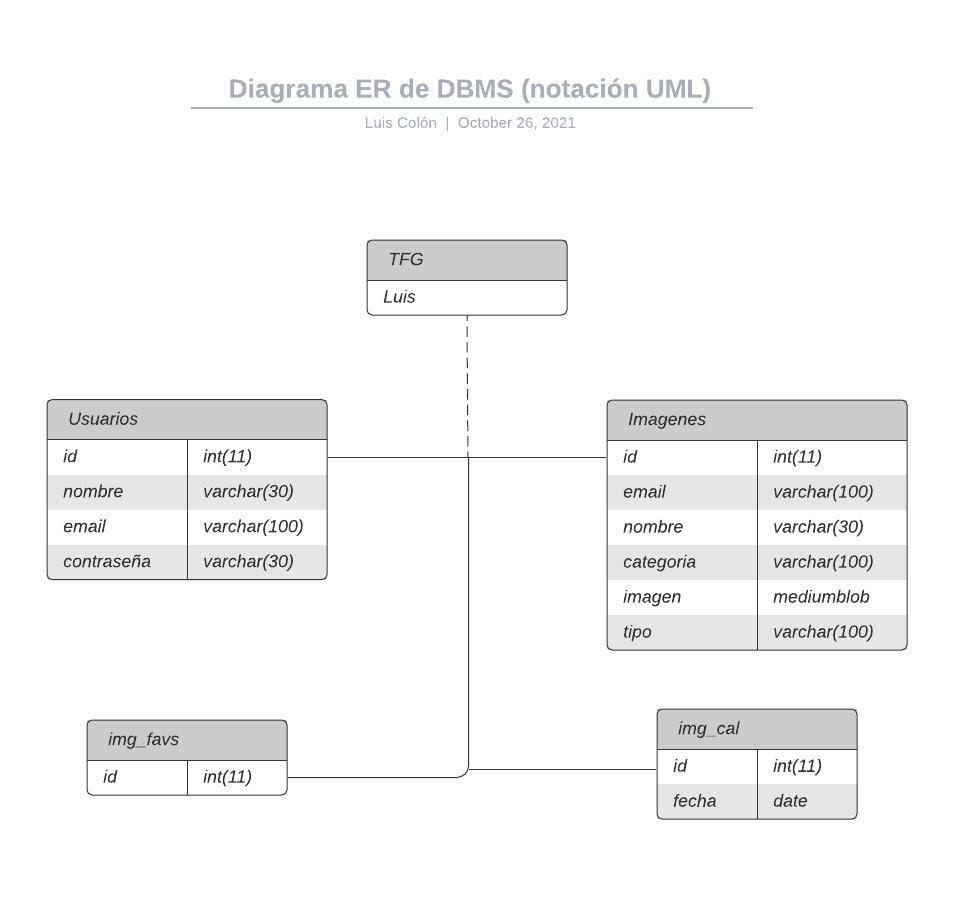 Diagrama ER de DBMS (notación UML)
Luis Colón | October 26, 2021
TFG
Luis
Usuarios
id int(11)
nombre varchar(30)
email varchar(100)
contraseña varchar(30)
Imagenes
id int(11)
email varchar(100)
nombre varchar(30)
categoria varchar(100)
imagen mediumblob
tipo varchar(100)
img_favs
id int(11)
img_cal
id int(11)
fecha date